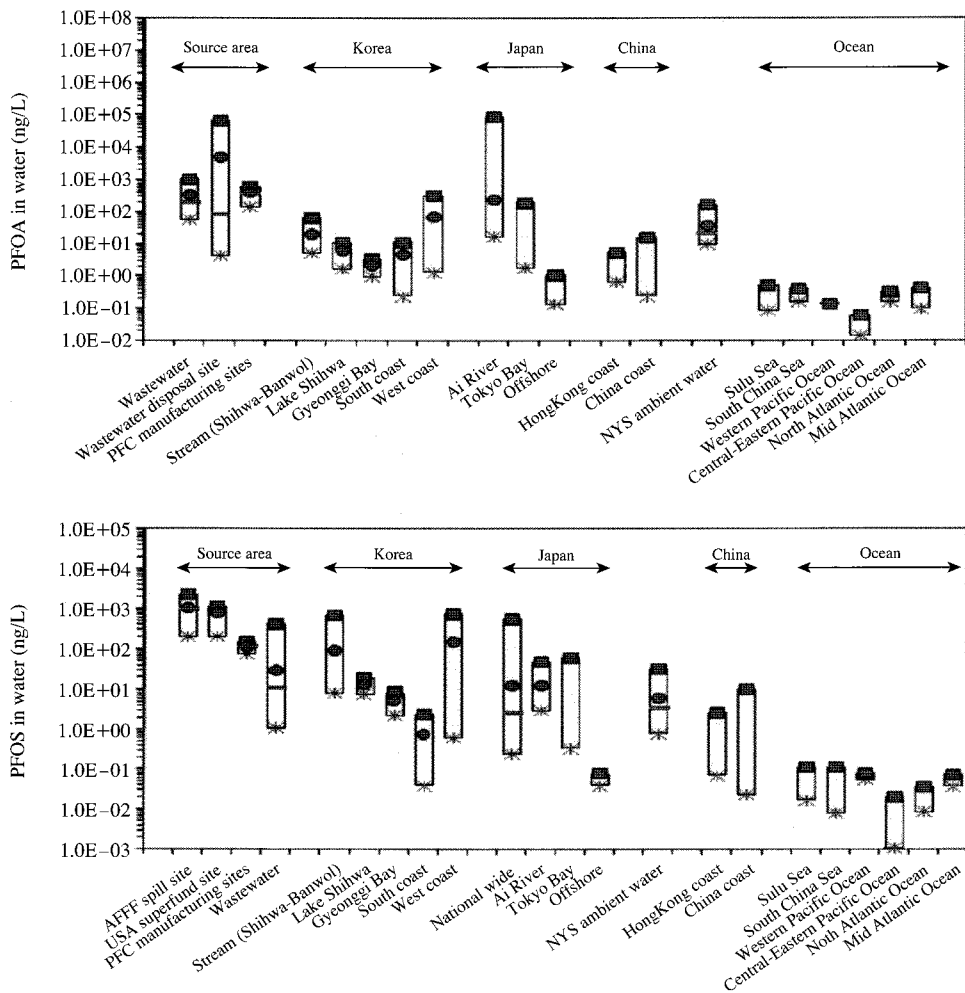 PFOA in water (ng/L)
1.0E+08
1.0E+07
1.0E+06
1.0E+05
1.0E+04
1.0E+03
1.0E+02
1.0E+01
1.0E+00
1.0E−01
1.0E−02
Source area
Korea
Japan
China
Ocean
Wastewater
Wastewater disposal site
PFC manufacturing sites
Stream (Shihwa-Banwol)
Lake Shihwa
Gyeonggi Bay
South coast
West coast
Ai River
Tokyo Bay
Offshore
HongKong coast
China coast
NYS ambient water
Sulu Sea
South China Sea
Western Pacific Ocean
Central-Eastern Pacific Ocean
North Atlantic Ocean
Mid Atlantic Ocean
PFOS in water (ng/L)
1.0E+05
1.0E+04
1.0E+03
1.0E+02
1.0E+01
1.0E+00
1.0E−01
1.0E−02
1.0E−03
Source area
Korea
Japan
China
Ocean
AFFF spill site
USA superfund site
PFC manufacturing sites
Wastewater
Stream (Shihwa-Banwol)
Lake Shihwa
Gyeonggi Bay
South coast
West coast
National wide
Ai River
Tokyo Bay
Offshore
NYS ambient water
HongKong coast
China coast
Sulu Sea
South China Sea
Western Pacific Ocean
Central-Eastern Pacific Ocean
Noth Atlantic Ocean
Mid Atlantic Ocean